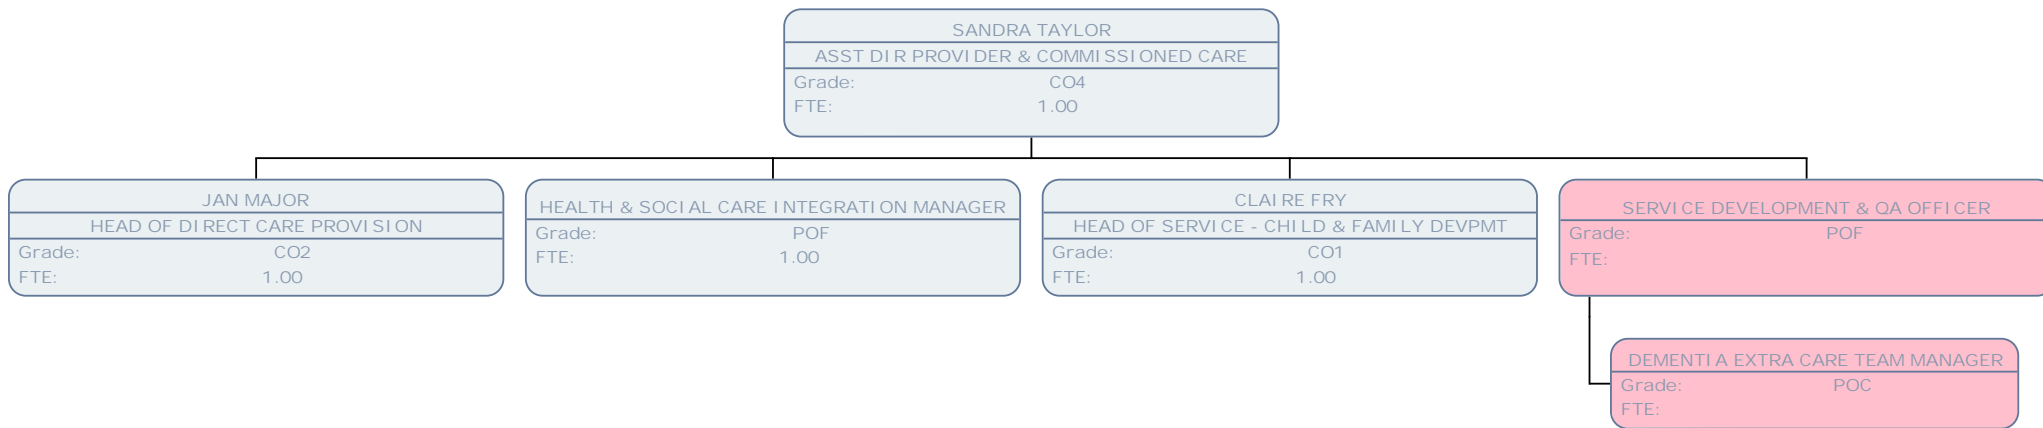 SANDRA TAYLOR
ASST DIR PROVIDER & COMMISSIONED CARE
Grade: CO4
FTE: 1.00
JAN MAJOR
HEAD OF DIRECT CARE PROVISION
Grade: CO2
FTE: 1.00
HEALTH & SOCIAL CARE INTEGRATION MANAGER
Grade: POF
FTE: 1.00
CLAIRE FRY
HEAD OF SERVICE - CHILD & FAMILY DEVPMT
Grade: CO1
FTE: 1.00
SERVICE DEVELOPMENT & QA OFFICER
Grade: POF
FTE:
DEMENTIA EXTRA CARE TEAM MANAGER
Grade: POC
FTE: